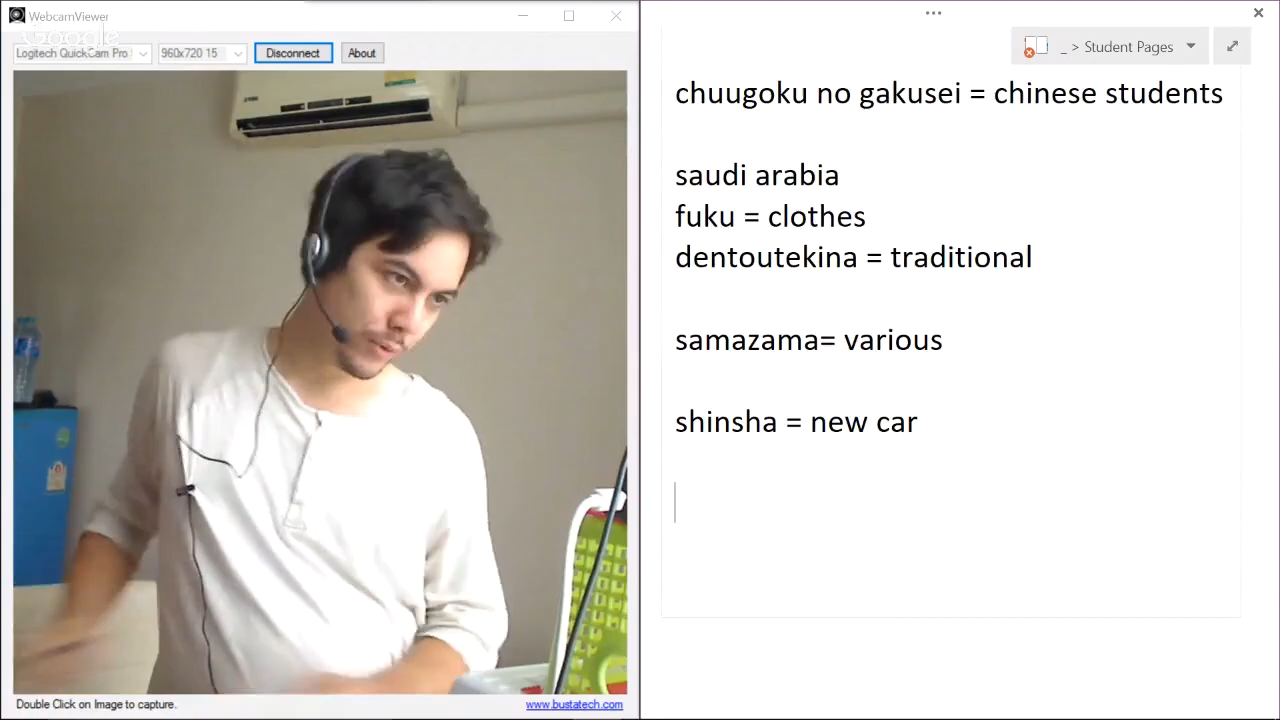 WebcamViewer
Google
Logitech QuickCam Pro
960x720 15
Disconnect
About
Double Click on Image to capture.
www.bustatech.com
_ > Student Pages
chuugoku no gakusei = chinese students
saudi arabia
fuku = clothes
dentoutekina = traditional
samazama= various
shinsha = new car